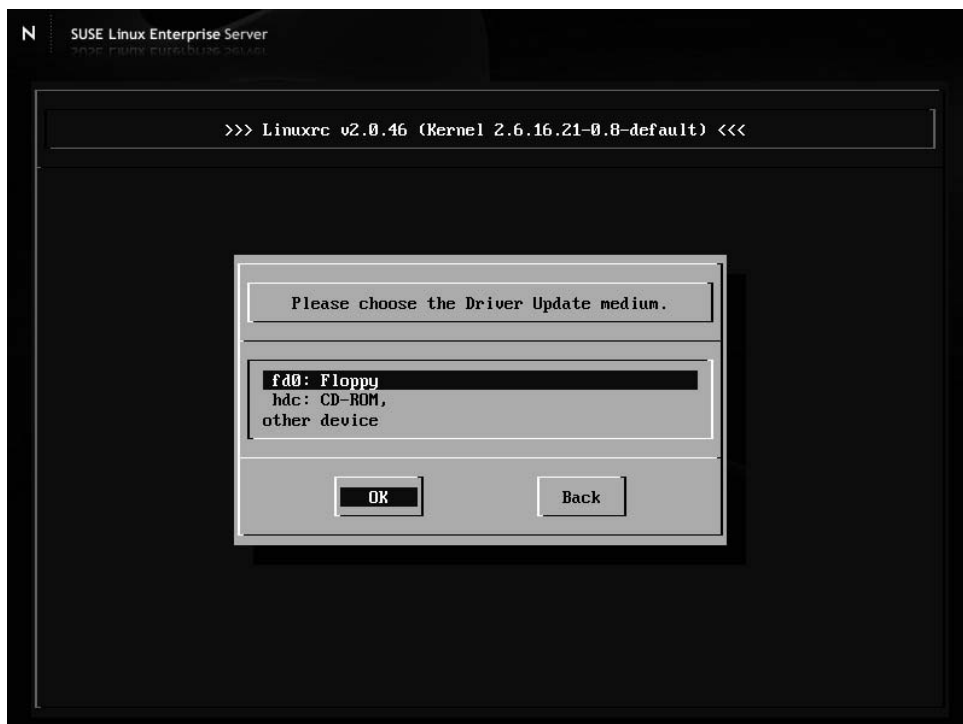 N
SUSE Linux Enterprise Server
>>> Linuxrc v2.0.46 (Kernel 2.6.16.21-0.8-default) <<<
Please choose the Driver Update medium.
fd0: Floppy
hdc: CD-ROM,
other device
OK Back